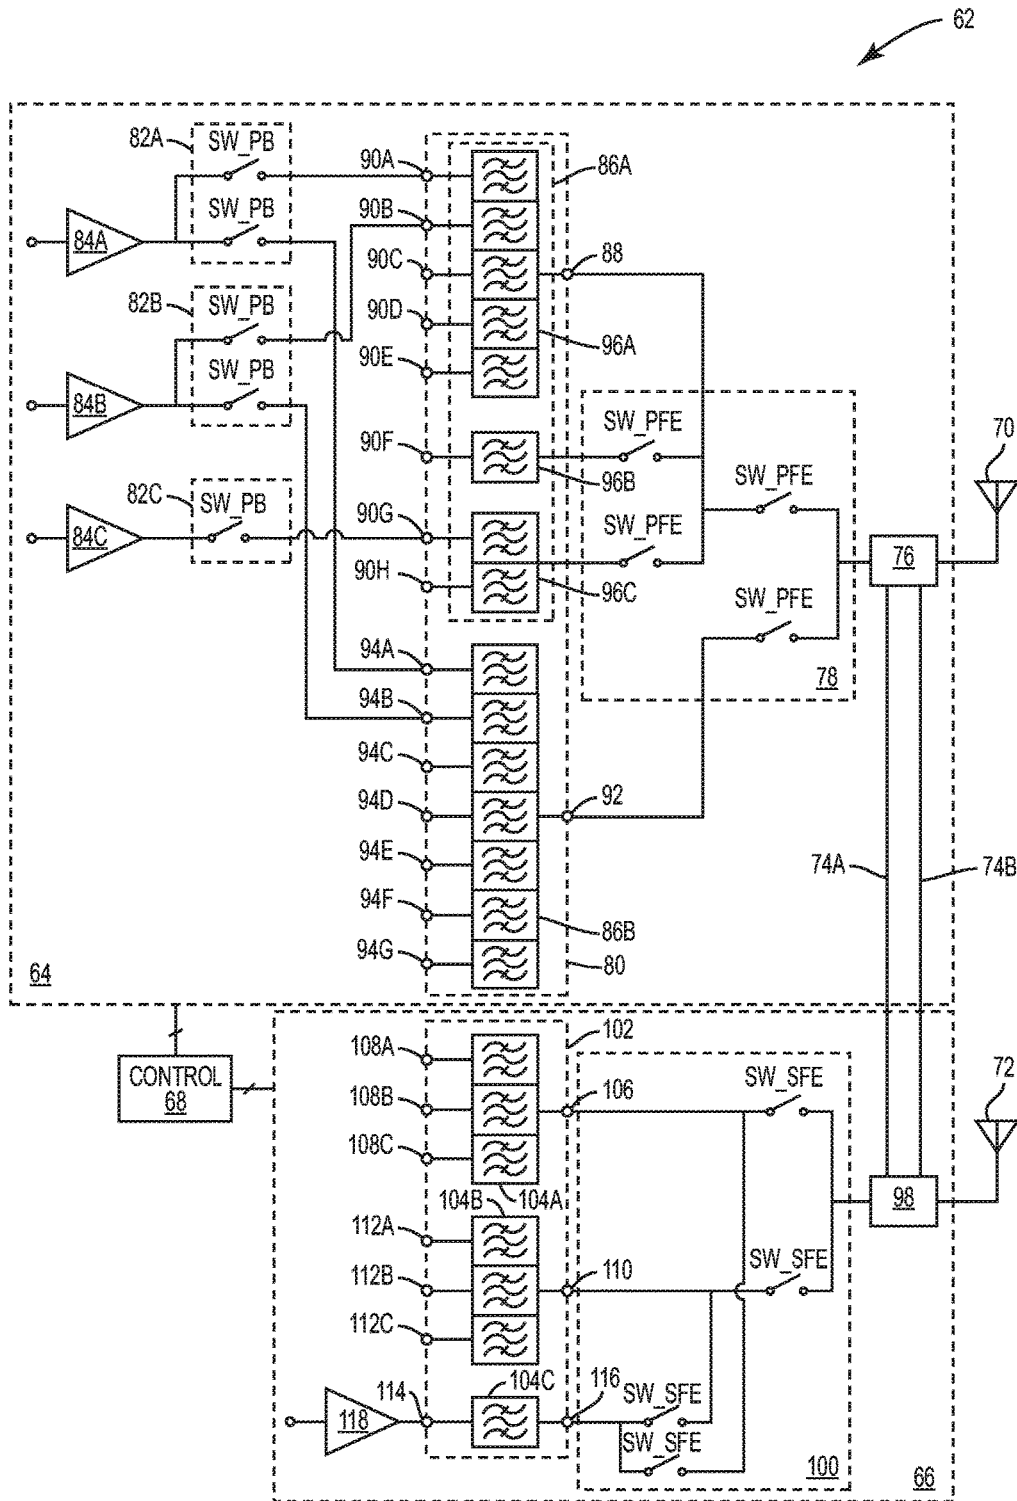 62
82A
SW_PB
90A
86A
SW_PB
90B
84A
90C
88
82B
SW_PB
90D
96A
SW_PB
90E
84B
SW_PFE
70
90F
96B
SW_PFE
82C
SW_PB
90G
SW_PFE
84C
76
90H
96C
SW_PFE
94A
78
94B
94C
94D
92
94E
74A
74B
94F
86B
94G
80
64
108A
102
CONTROL
68
108B
106
SW_SFE
72
108C
104B
104A
98
112A
112B
110
SW_SFE
112C
104C
114
116
SW_SFE
118
SW_SFE
100
66